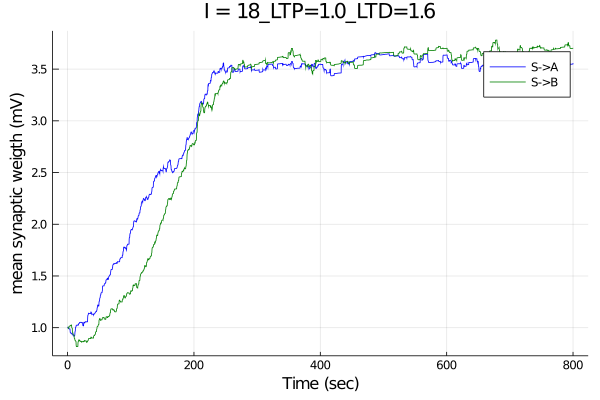 I = 18_LTP=1.0_LTD=1.6
mean synaptic weigth (mV)
3.5
3.0
2.5
2.0
1.5
1.0
S->A
S->B
0
200
400
600
800
Time (sec)